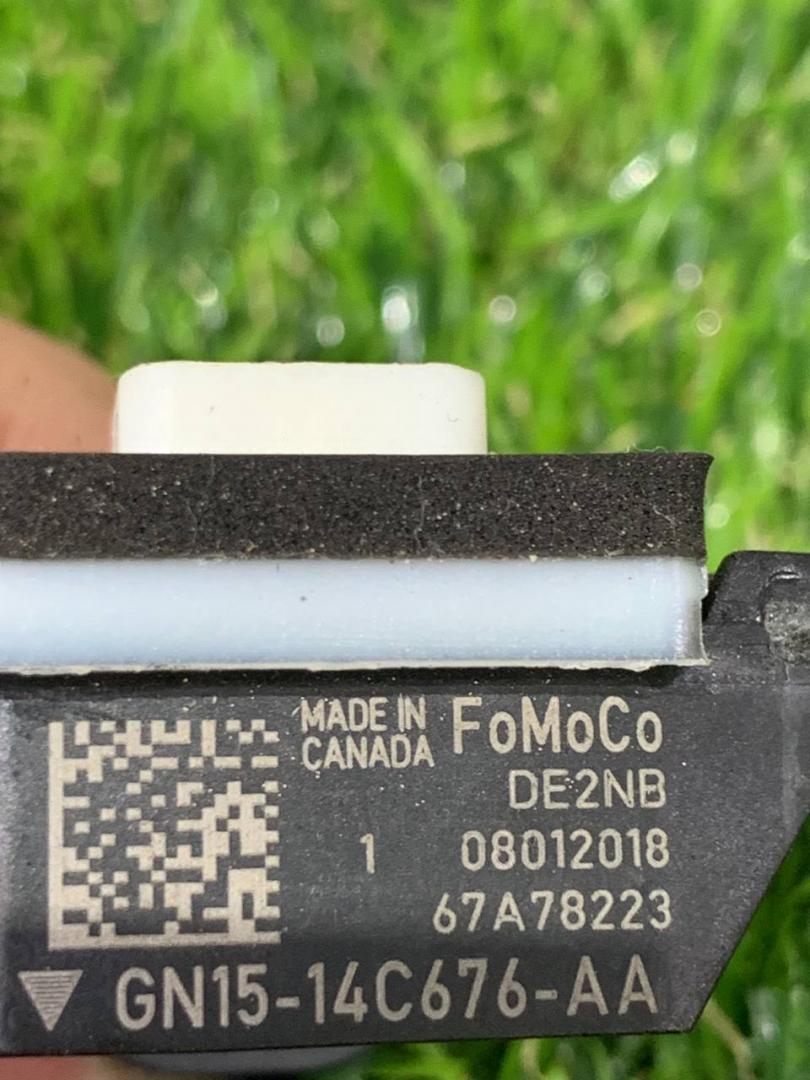 MADE IN
CANADA
FoMoCo
DE2NB
1 08012018
67A78223
GN15-14C676-AA